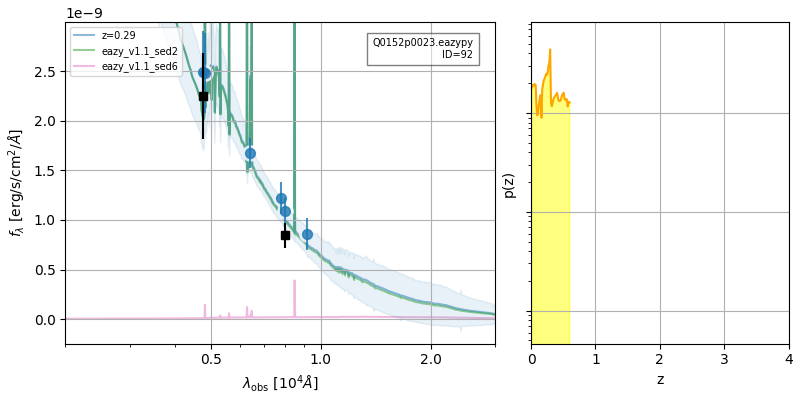 1e−9
z=0.29
eazy_v1.1_sed2
eazy_v1.1_sed6
Q0152p0023.eazypy
ID=92
2.5
2.0
1.5
1.0
0.5
0.0
fλ [erg/s/cm²/Å]
0.5
1.0
2.0
λobs [10⁴Å]
p(z)
0
1
2
3
4
z